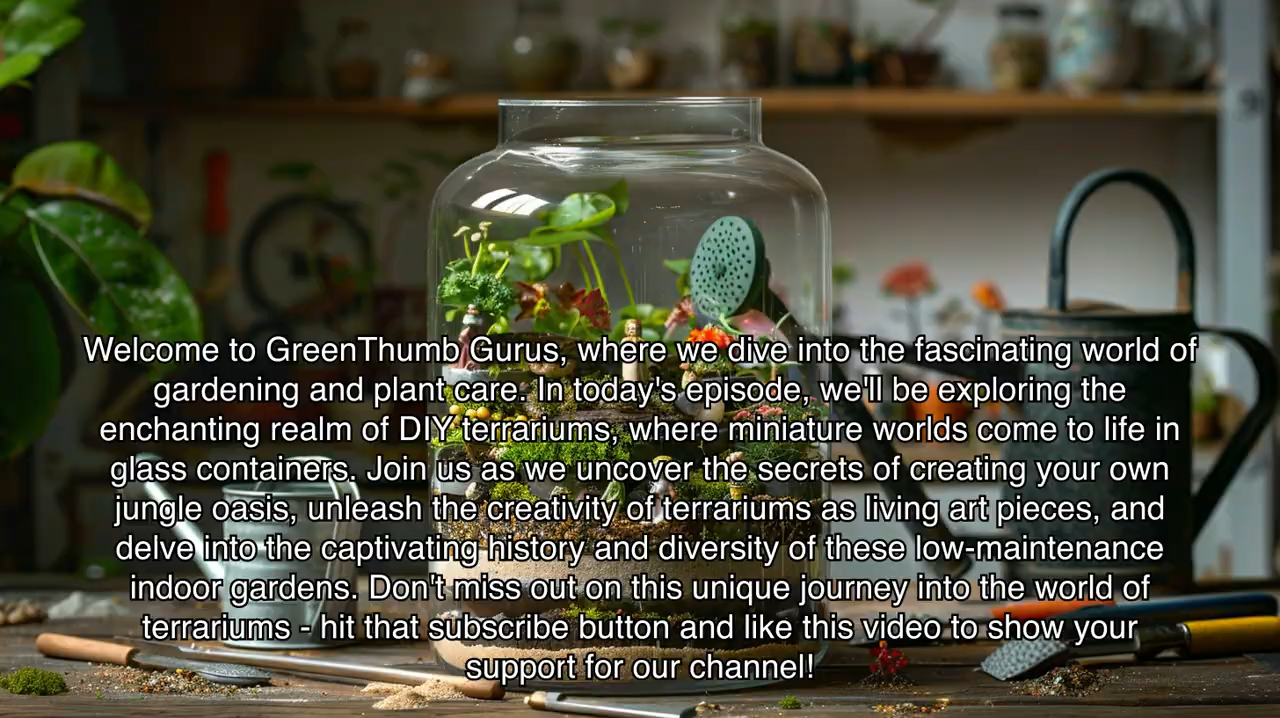 Welcome to GreenThumb Gurus, where we dive into the fascinating world of
gardening and plant care. In today's episode, we'll be exploring the
enchanting realm of DIY terrariums, where miniature worlds come to life in
glass containers. Join us as we uncover the secrets of creating your own
jungle oasis, unleash the creativity of terrariums as living art pieces, and
delve into the captivating history and diversity of these low-maintenance
indoor gardens. Don't miss out on this unique journey into the world of
terrariums - hit that subscribe button and like this video to show your
support for our channel!